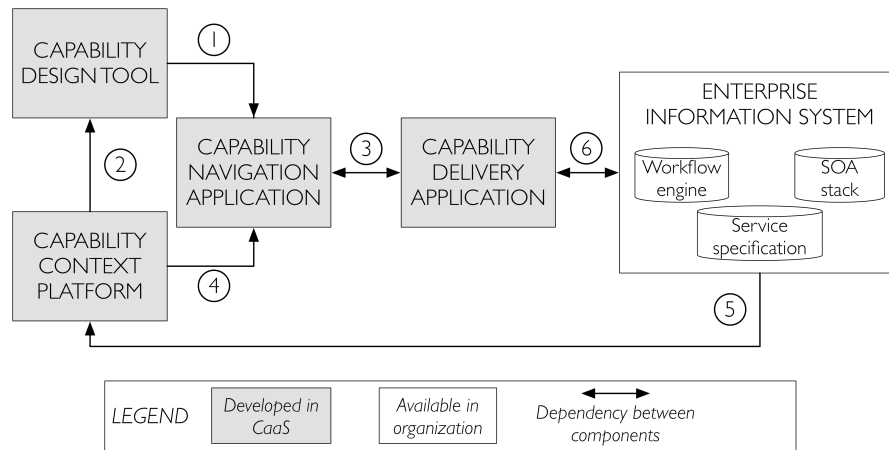 CAPABILITY
DESIGN TOOL
1
2
CAPABILITY
NAVIGATION
APPLICATION
3
CAPABILITY
DELIVERY
APPLICATION
6
ENTERPRISE
INFORMATION SYSTEM
Workflow
engine
SOA
stack
Service
specification
CAPABILITY
CONTEXT
PLATFORM
4
5
LEGEND
Developed in
CaaS
Available in
organization
Dependency between
components